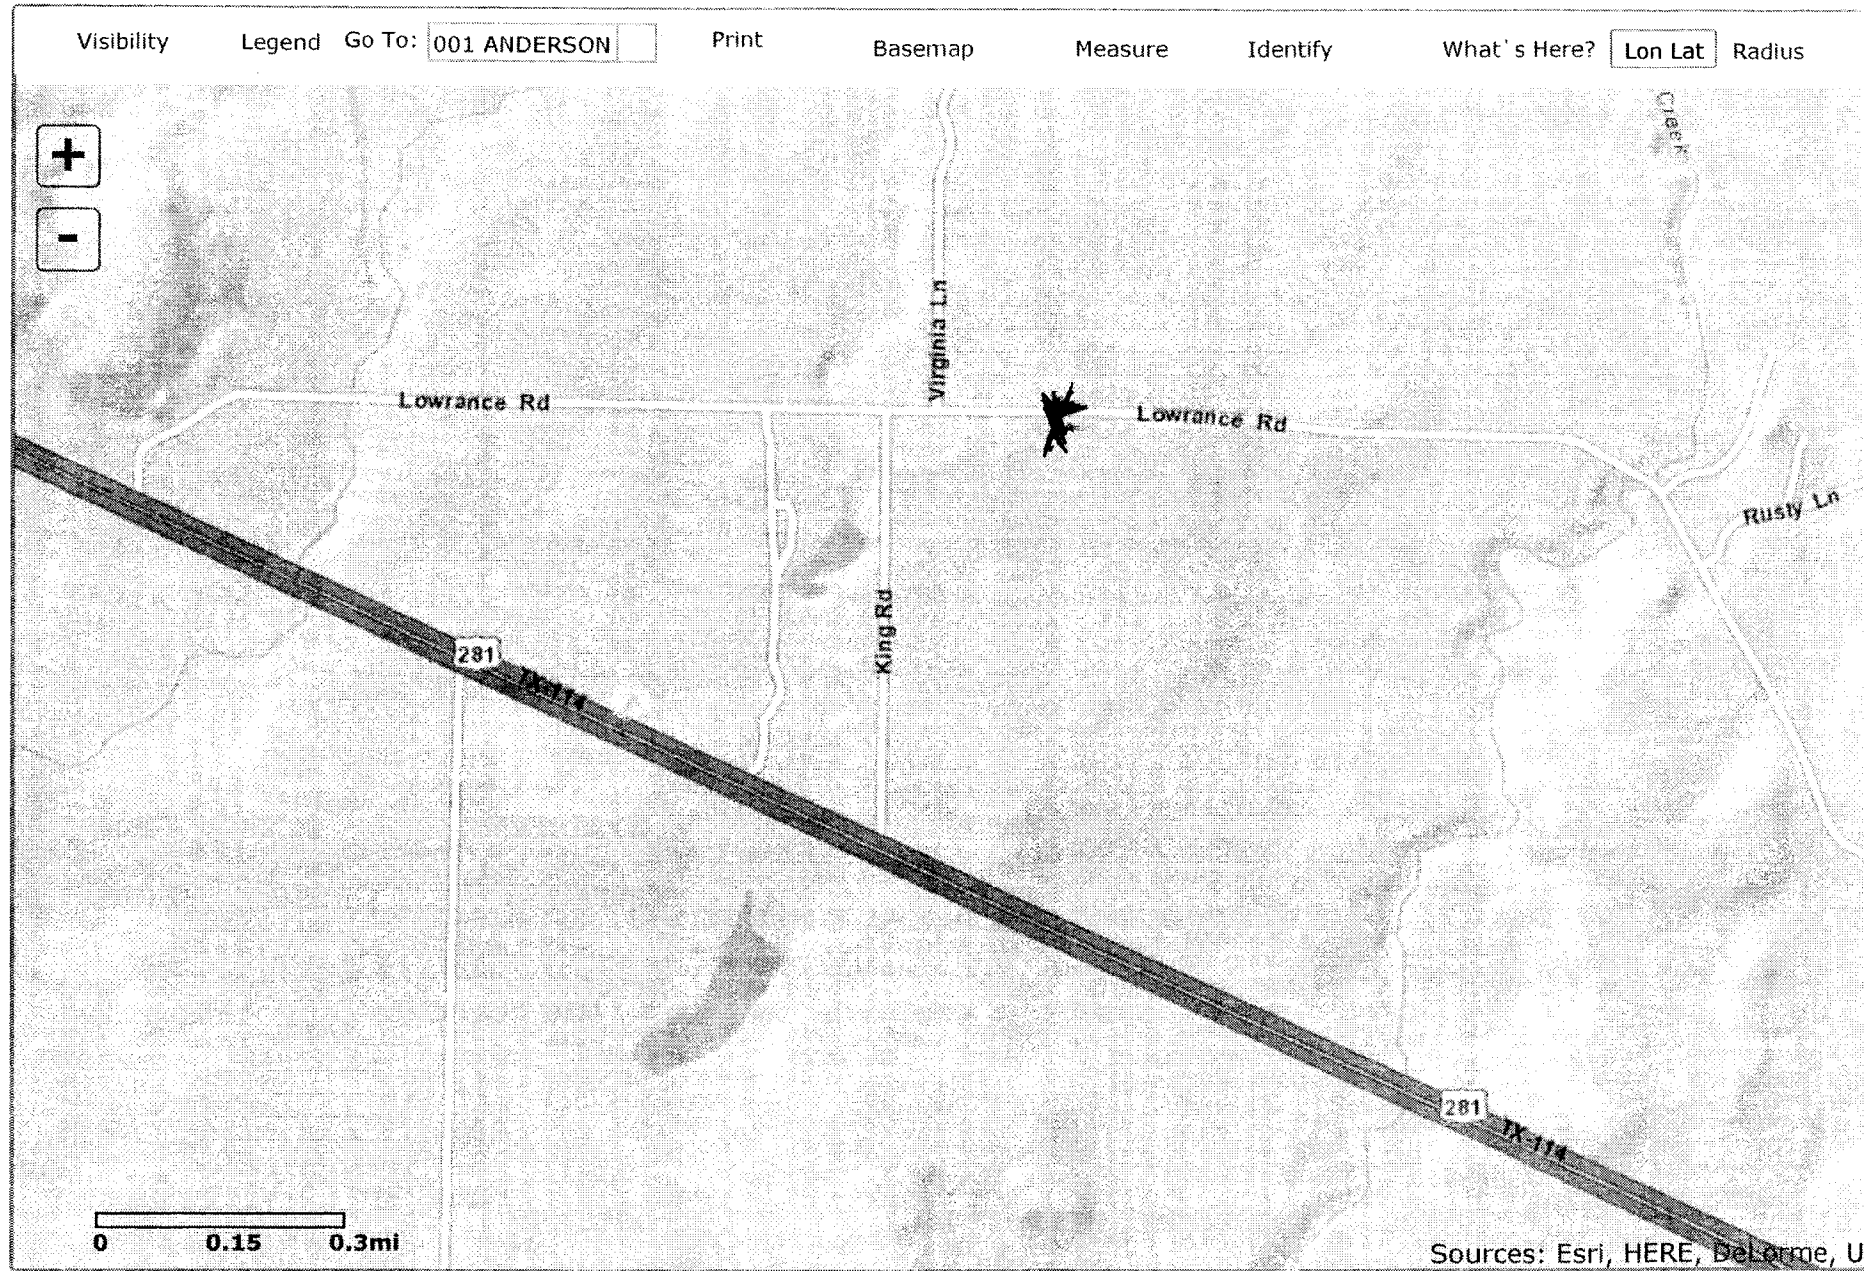 Visibility Legend Go To: 001 ANDERSON Print Basemap Measure Identify What's Here? Lon Lat Radius
+
-
Creek
Virginia Ln
Lowrance Rd
Lowrance Rd
Rusty Ln
King Rd
281
TX-114
281
TX-114
0 0.15 0.3mi
Sources: Esri, HERE, DeLorme, U